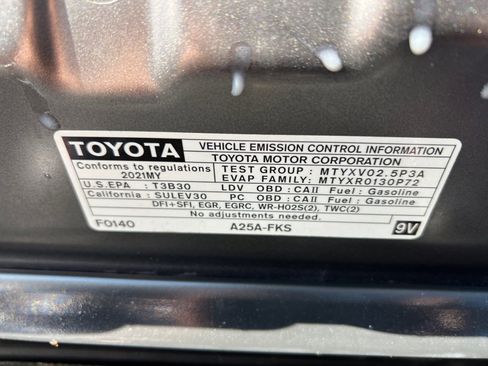 TOYOTA
VEHICLE EMISSION CONTROL INFORMATION
TOYOTA MOTOR CORPORATION
Conforms to regulations
2021MY
TEST GROUP : MTYXV02.5P3A
EVAP FAMILY: MTYXR0130P72
U.S.EPA : T3B30 LDV OBD : CAII Fuel : Gasoline
California : SULEV30 PC OBD : CAII Fuel : Gasoline
DFI+SFI, EGR, EGRC, WR-HO2S(2), TWC(2)
No adjustments needed.
F0140 A25A-FKS 9V